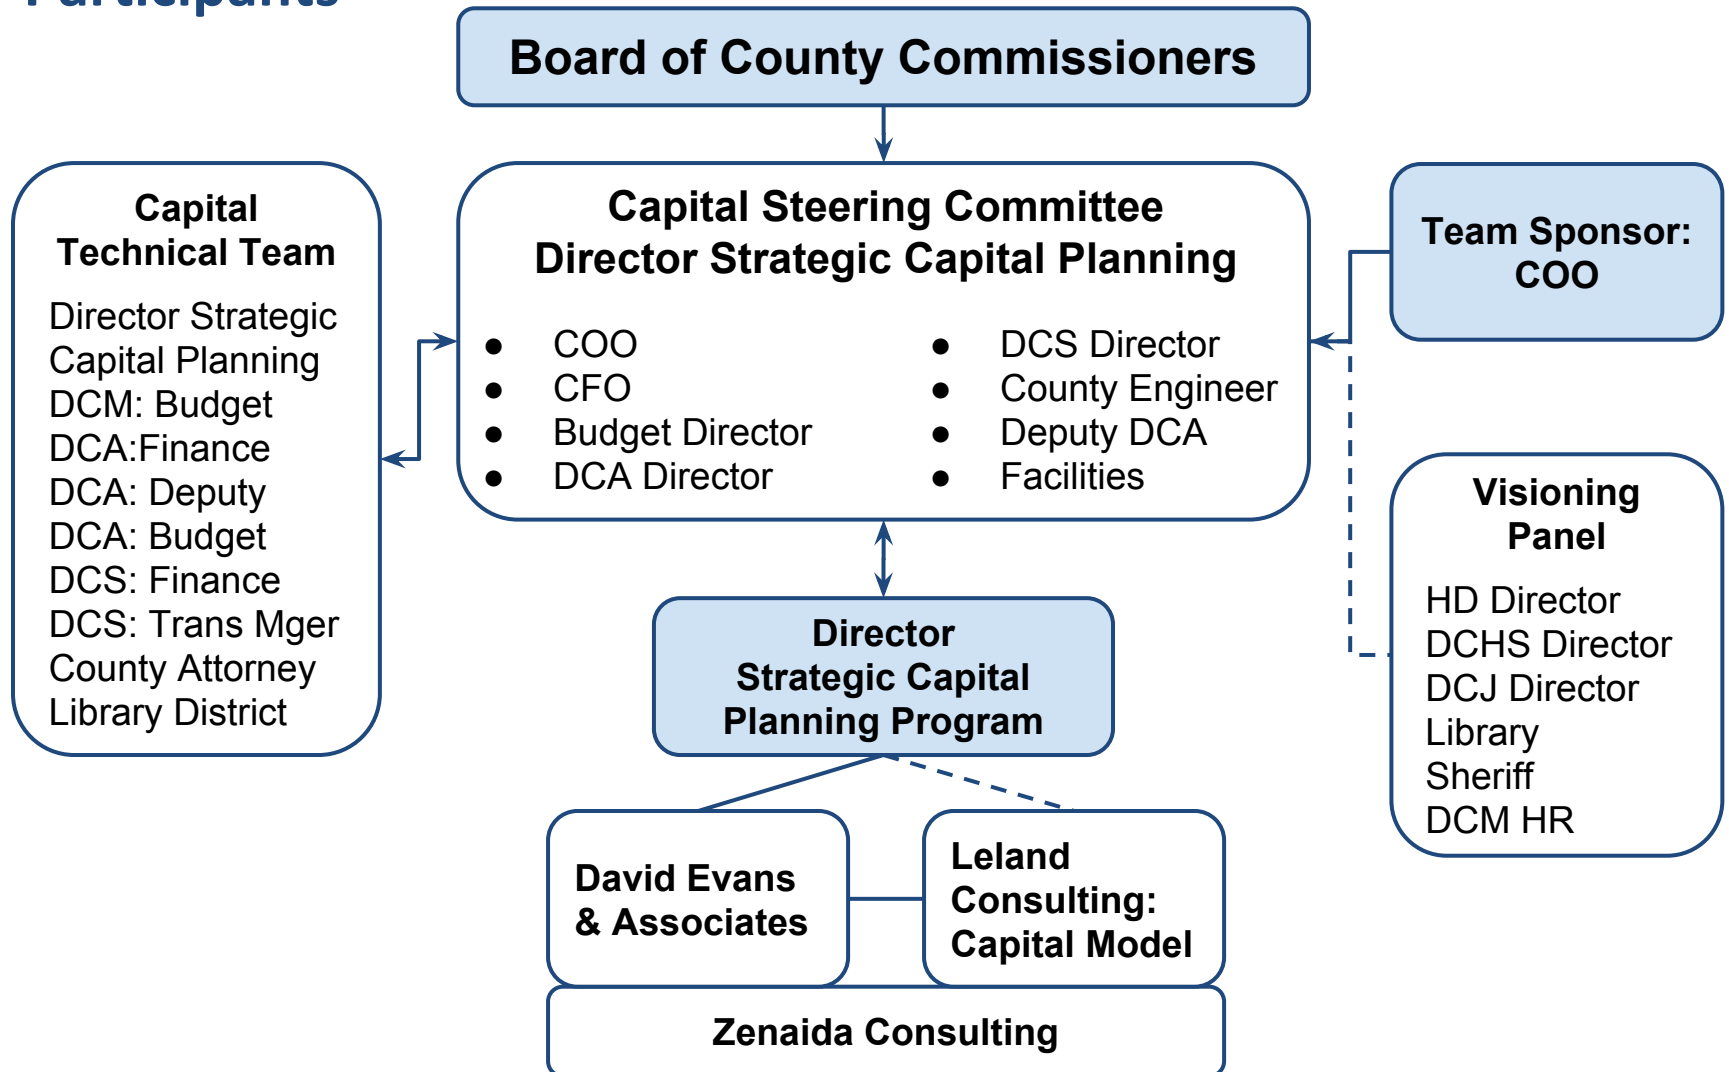 Participants
Board of County Commissioners
Capital
Technical Team
Director Strategic
Capital Planning
DCM: Budget
DCA:Finance
DCA: Deputy
DCA: Budget
DCS: Finance
DCS: Trans Mger
County Attorney
Library District
Capital Steering Committee
Director Strategic Capital Planning
● COO
● CFO
● Budget Director
● DCA Director
● DCS Director
● County Engineer
● Deputy DCA
● Facilities
Team Sponsor:
COO
Visioning
Panel
HD Director
DCHS Director
DCJ Director
Library
Sheriff
DCM HR
Director
Strategic Capital
Planning Program
David Evans
& Associates
Leland
Consulting:
Capital Model
Zenaida Consulting